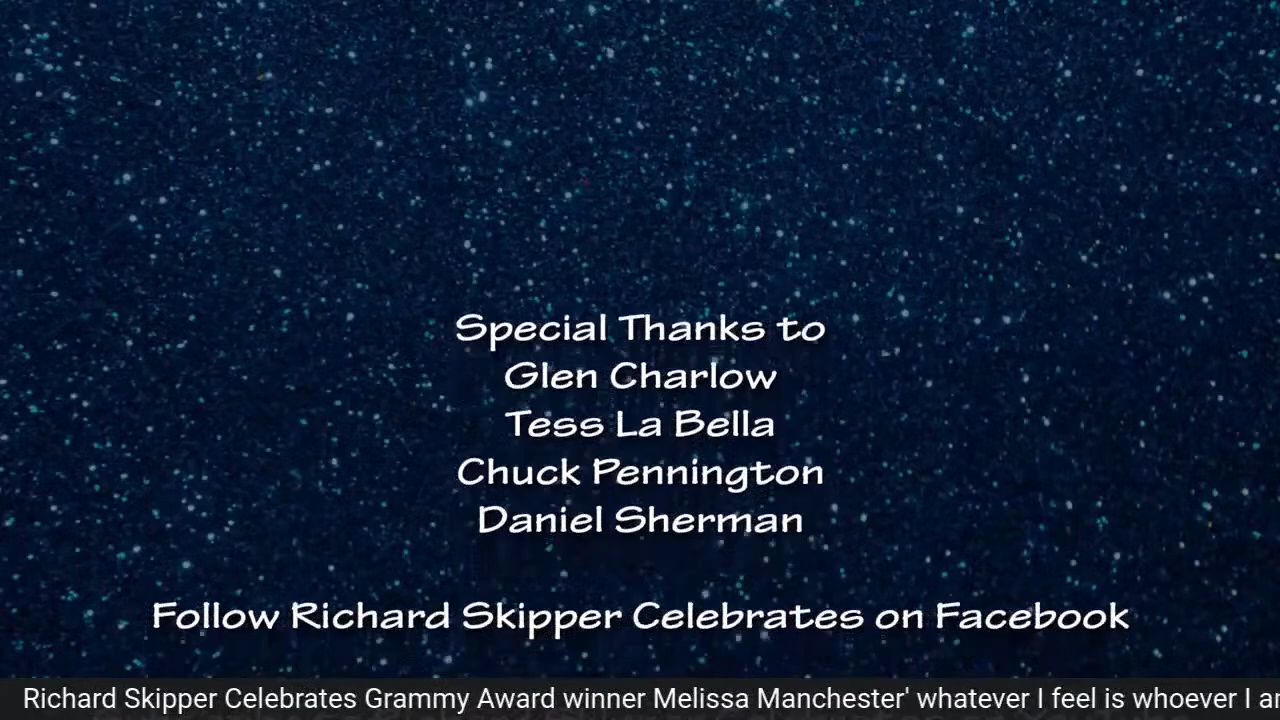 Special Thanks to
Glen Charlow
Tess La Bella
Chuck Pennington
Daniel Sherman
Follow Richard Skipper Celebrates on Facebook
Richard Skipper Celebrates Grammy Award winner Melissa Manchester' whatever I feel is whoever I